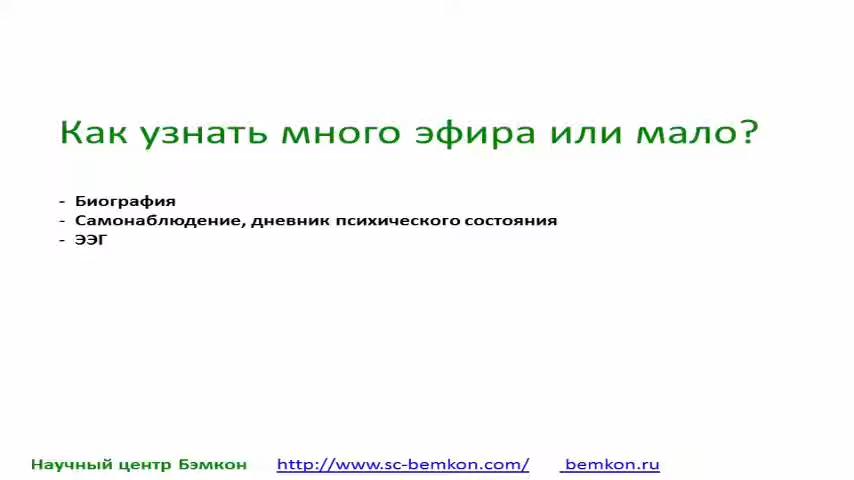 Как узнать много эфира или мало?
- Биография
- Самонаблюдение, дневник психического состояния
- ЭЭГ
Научный центр Бэмкон http://www.sc-bemkon.com/ bemkon.ru